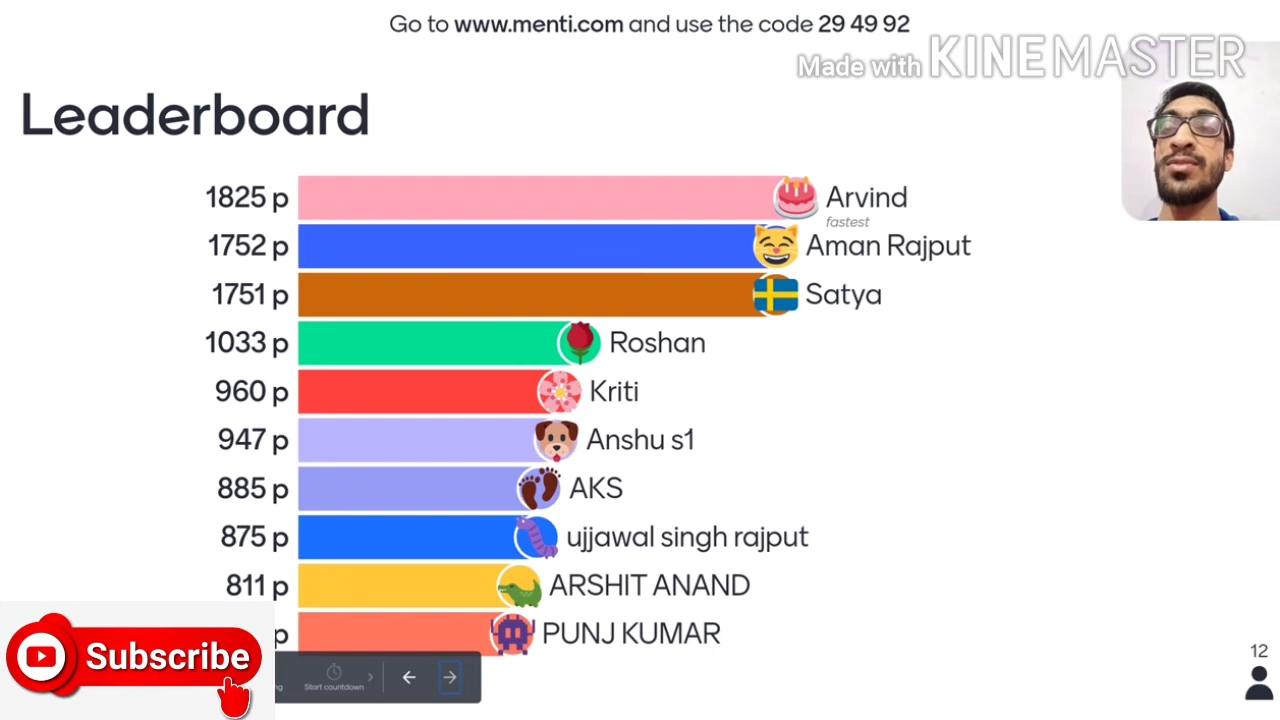 Go to www.menti.com and use the code 29 49 92
Made with KINEMASTER
Leaderboard
1825 p Arvind
fastest
1752 p Aman Rajput
1751 p Satya
1033 p Roshan
960 p Kriti
947 p Anshu s1
885 p AKS
875 p ujjawal singh rajput
811 p ARSHIT ANAND
p PUNJ KUMAR
Subscribe
Start countdown
12